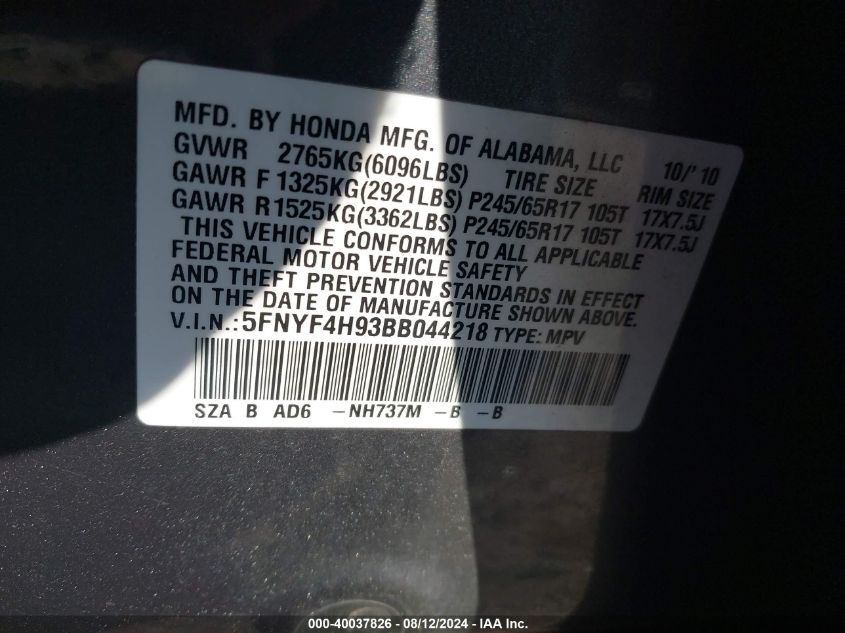 MFD. BY HONDA MFG. OF ALABAMA, LLC 10/'10
GVWR 2765KG(6096LBS) TIRE SIZE RIM SIZE
GAWR F 1325KG(2921LBS) P245/65R17 105T 17X7.5J
GAWR R 1525KG(3362LBS) P245/65R17 105T 17X7.5J
THIS VEHICLE CONFORMS TO ALL APPLICABLE
FEDERAL MOTOR VEHICLE SAFETY
AND THEFT PREVENTION STANDARDS IN EFFECT
ON THE DATE OF MANUFACTURE SHOWN ABOVE.
V.I.N.:5FNYF4H93BB044218 TYPE: MPV
SZA B AD6 -NH737M -B -B
000-40037826 - 08/12/2024 - IAA Inc.